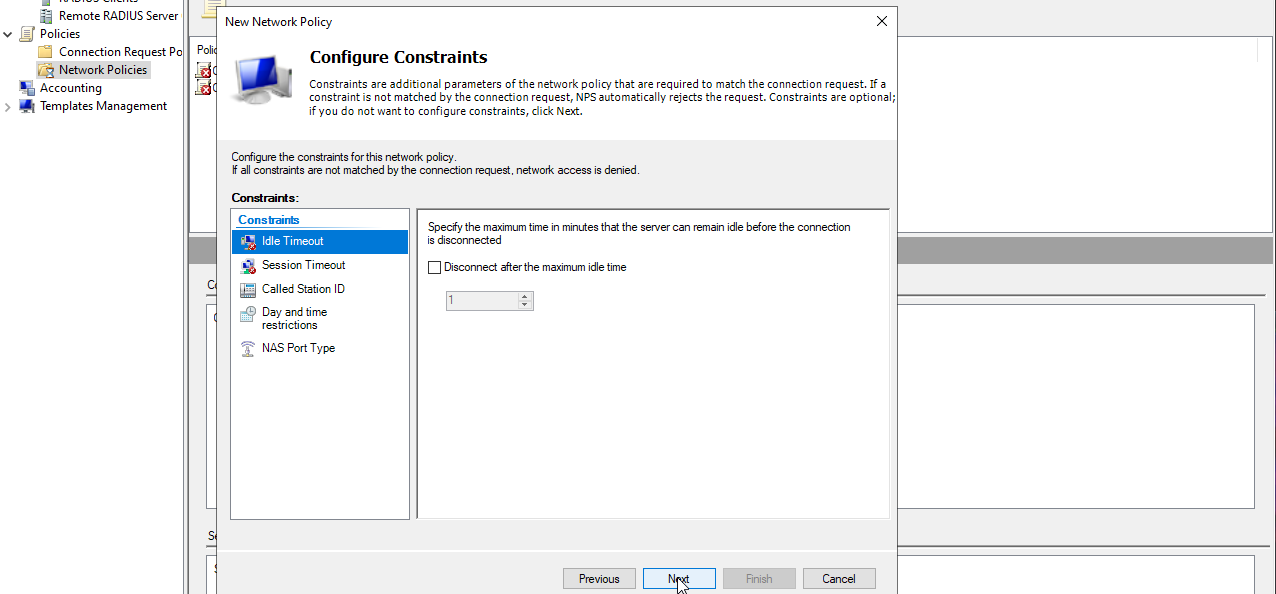 RADIUS Clients
Remote RADIUS Server
Policies
Connection Request Po
Network Policies
Accounting
Templates Management
Polic
New Network Policy
Configure Constraints
Constraints are additional parameters of the network policy that are required to match the connection request. If a
constraint is not matched by the connection request, NPS automatically rejects the request. Constraints are optional;
if you do not want to configure constraints, click Next.
Configure the constraints for this network policy.
If all constraints are not matched by the connection request, network access is denied.
Constraints:
Constraints
Idle Timeout
Session Timeout
Called Station ID
Day and time
restrictions
NAS Port Type
Specify the maximum time in minutes that the server can remain idle before the connection
is disconnected
Disconnect after the maximum idle time
1
Previous
Next
Finish
Cancel